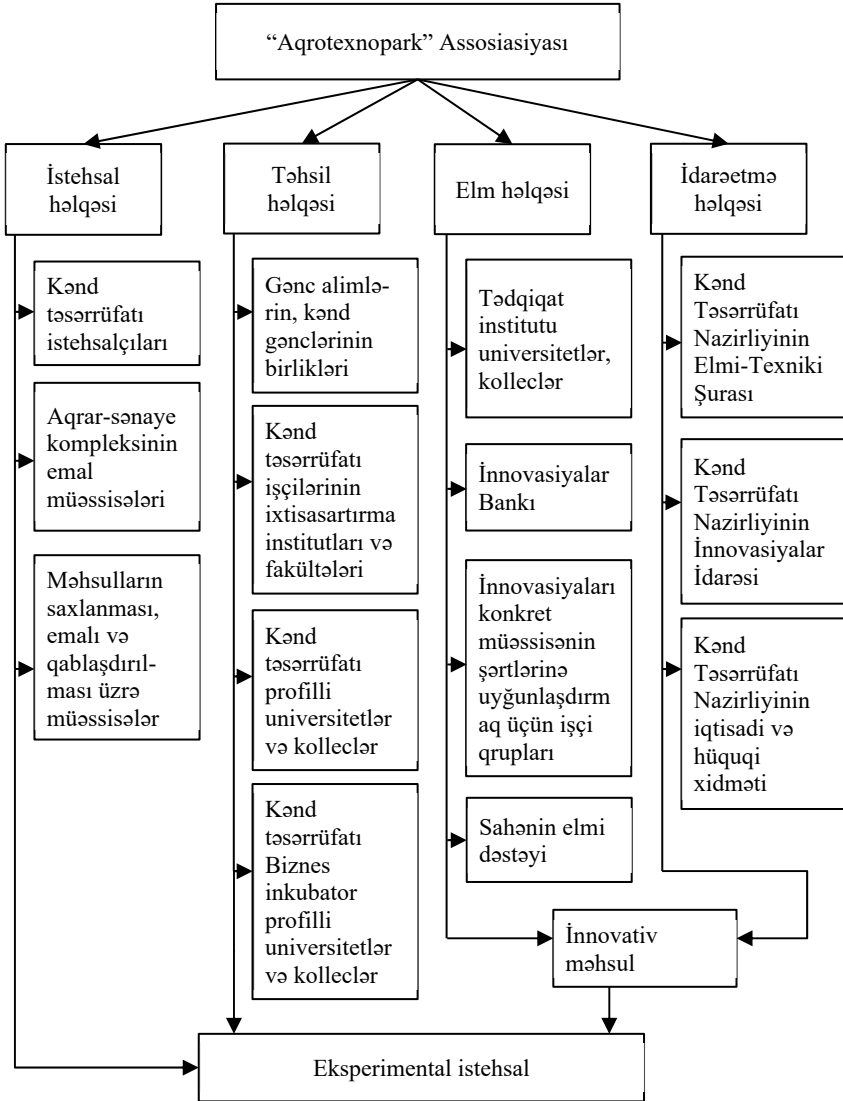 “Aqrotexnopark” Assosiasiyası
İstehsal
həlqəsi
Təhsil
həlqəsi
Elm həlqəsi
İdarəetmə
həlqəsi
Kənd
təsərrüfatı
istehsalçıları
Aqrar-sənaye
kompleksinin
emal
müəssisələri
Məhsulların
saxlanması,
emalı və
qablaşdırıl-
ması üzrə
müəssisələr
Gənc alimlə-
rin, kənd
gənclərinin
birlikləri
Kənd
təsərrüfatı
işçilərinin
ixtisasartırma
institutları və
fakültələri
Kənd
təsərrüfatı
profilli
universitetlər
və kolleclər
Kənd
təsərrüfatı
Biznes
inkubator
profilli
universitetlər
və kolleclər
Tədqiqat
institutu
universitetlər,
kolleclər
İnnovasiyalar
Bankı
İnnovasiyaları
konkret
müəssisənin
şərtlərinə
uyğunlaşdırm
aq üçün işçi
qrupları
Sahənin elmi
dəstəyi
Kənd
Təsərrüfatı
Nazirliyinin
Elmi-Texniki
Şurası
Kənd
Təsərrüfatı
Nazirliyinin
İnnovasiyalar
İdarəsi
Kənd
Təsərrüfatı
Nazirliyinin
iqtisadi və
hüquqi
xidməti
İnnovativ
məhsul
Eksperimental istehsal